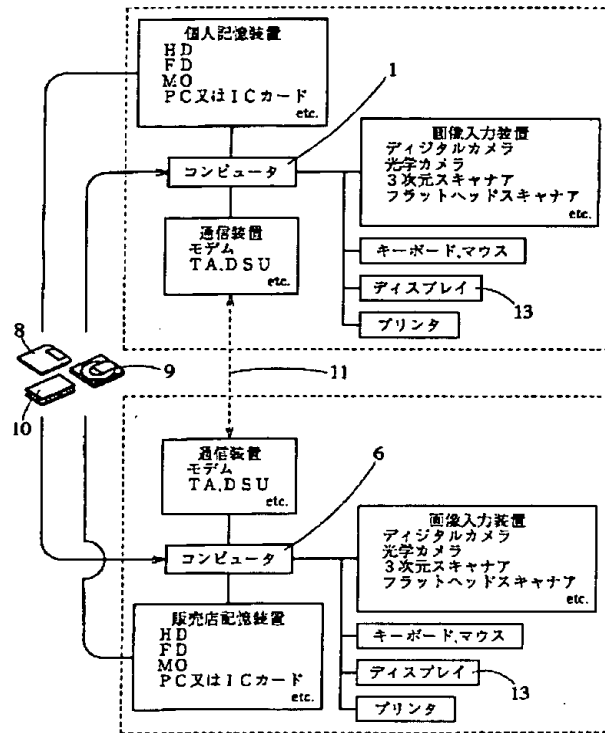 個人記憶装置
HD
FD
MO
PC又はICカード
etc.
1
コンピュータ
画像入力装置
ディジタルカメラ
光学カメラ
3次元スキャナア
フラットヘッドスキャナア
etc.
通信装置
モデム
TA,DSU
etc.
キーボード,マウス
ディスプレイ
13
プリンタ
8
9
10
11
通信装置
モデム
TA,DSU
etc.
6
コンピュータ
画像入力装置
ディジタルカメラ
光学カメラ
3次元スキャナア
フラットヘッドスキャナア
etc.
販売店記憶装置
HD
FD
MO
PC又はICカード
etc.
キーボード,マウス
ディスプレイ
13
プリンタ